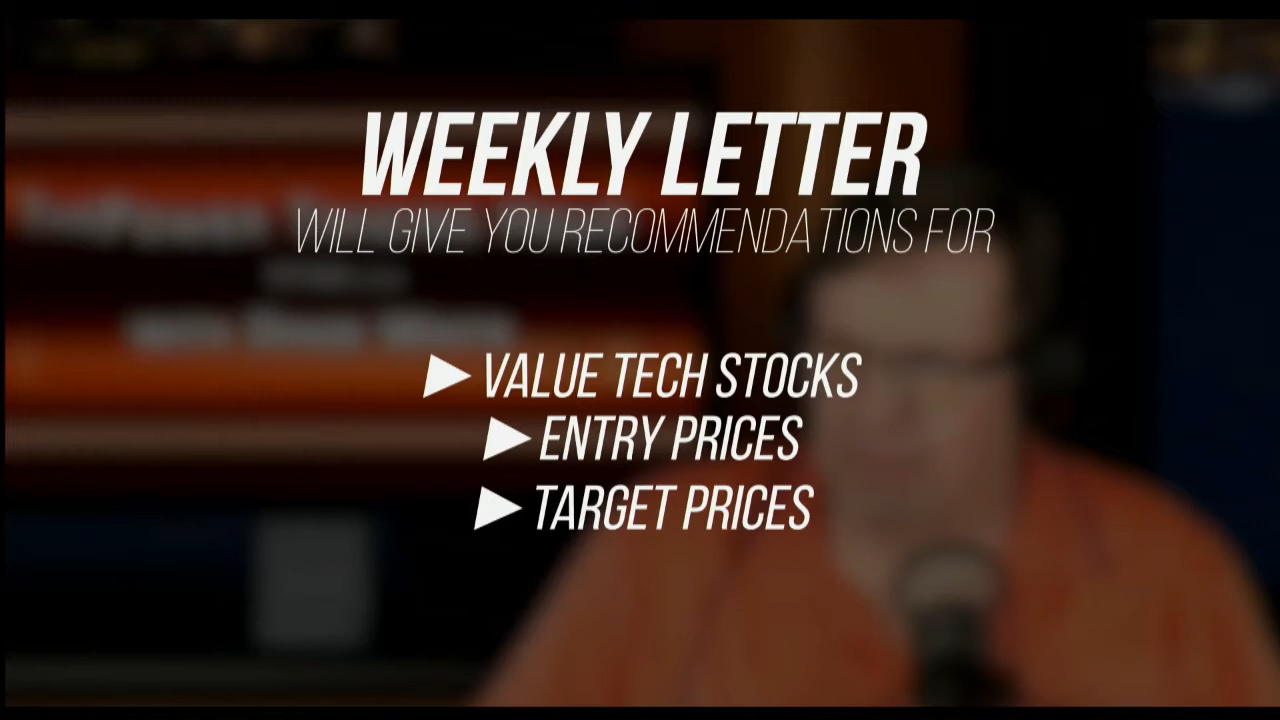 WEEKLY LETTER
WILL GIVE YOU RECOMMENDATIONS FOR
VALUE TECH STOCKS
ENTRY PRICES
TARGET PRICES